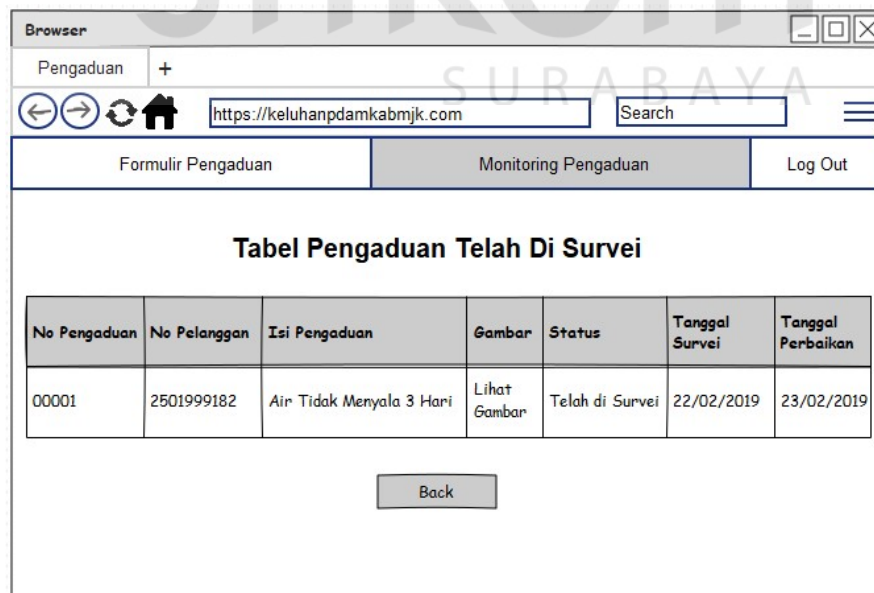 Browser
Pengaduan +
SURABAYA
https://keluhanpdamkabmjk.com Search
Formulir Pengaduan Monitoring Pengaduan Log Out
Tabel Pengaduan Telah Di Survei
No Pengaduan No Pelanggan Isi Pengaduan Gambar Status Tanggal Survei Tanggal Perbaikan
00001 2501999182 Air Tidak Menyala 3 Hari Lihat Gambar Telah di Survei 22/02/2019 23/02/2019
Back